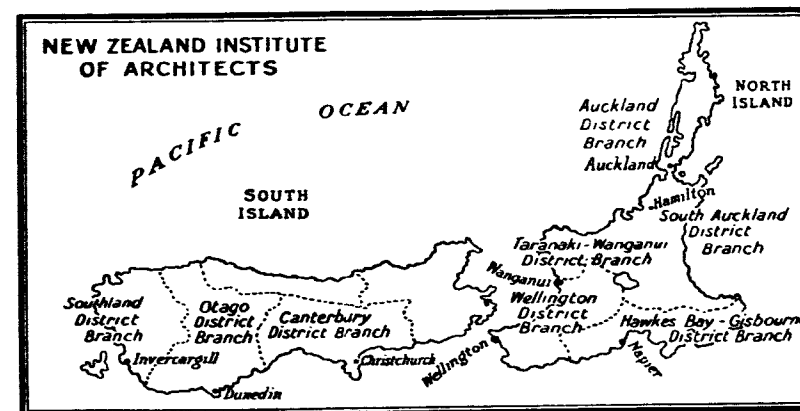 NEW ZEALAND INSTITUTE
OF ARCHITECTS
PACIFIC OCEAN
NORTH
ISLAND
Auckland
District
Branch
Auckland
SOUTH
ISLAND
Hamilton
South Auckland
District
Branch
Taranaki-Wanganui
District Branch
Wanganui
Wellington
District
Branch
Southland
District
Branch
Otago
District
Branch
Canterbury
District Branch
Hawkes Bay-Gisbourn
District Branch
Invercargill
Christchurch
Wellington
Napier
Dunedin